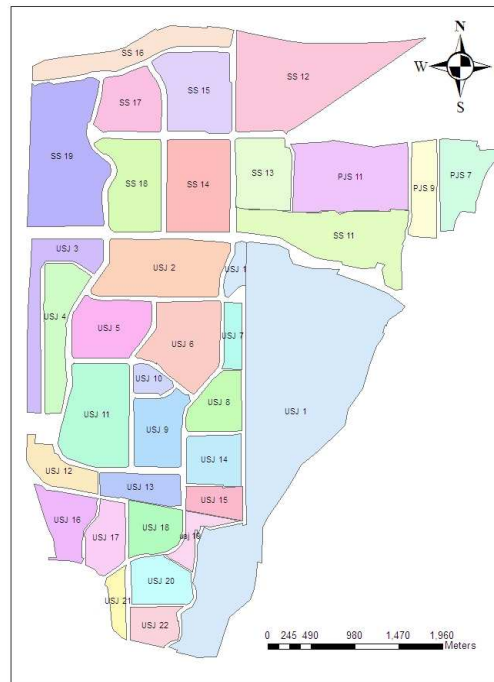 SS 16
N
W
E
S
SS 12
SS 15
SS 17
SS 19
SS 18
SS 14
SS 13
PJS 11
PJS 9
PJS 7
SS 11
USJ 3
USJ 2
USJ 1
USJ 4
USJ 5
USJ 6
USJ 7
USJ 10
USJ 11
USJ 9
USJ 8
USJ 1
USJ 14
USJ 12
USJ 13
USJ 15
USJ 16
USJ 17
USJ 18
USJ 20
USJ 21
USJ 22
0 245 490 980 1,470 1,960
Meters